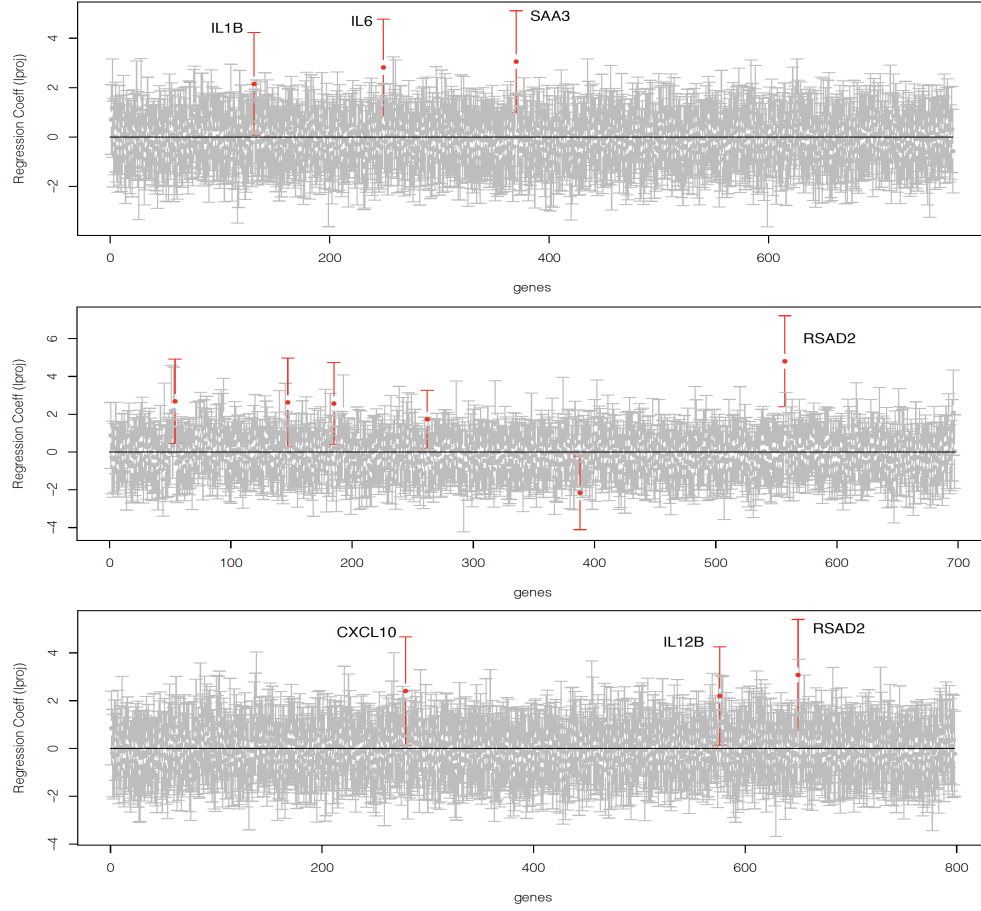 IL1B
IL6
SAA3
Regression Coeff (lproj)
4
2
0
-2
0
200
400
600
genes
RSAD2
Regression Coeff (lproj)
6
4
2
0
-2
-4
0
100
200
300
400
500
600
700
genes
CXCL10
IL12B
RSAD2
Regression Coeff (lproj)
4
2
0
-2
-4
0
200
400
600
800
genes